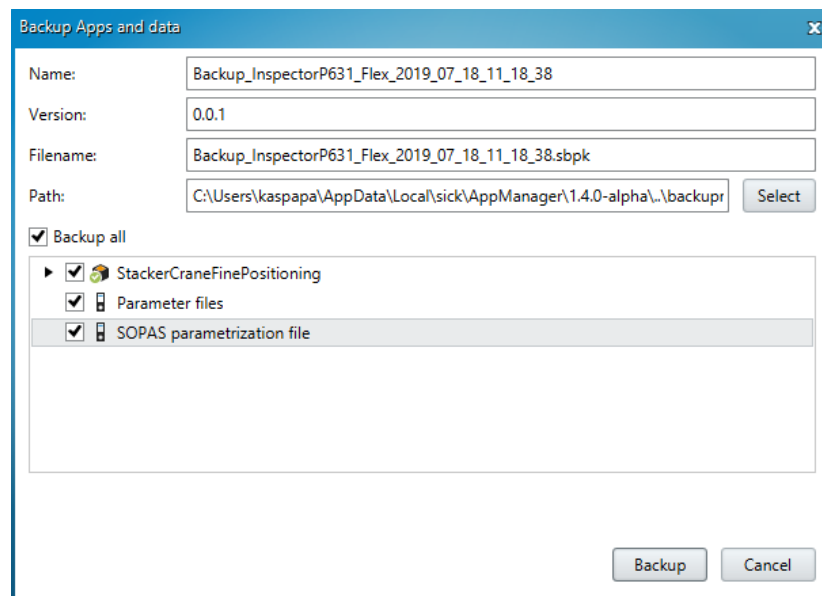 Backup Apps and data
Name: Backup_InspectorP631_Flex_2019_07_18_11_18_38
Version: 0.0.1
Filename: Backup_InspectorP631_Flex_2019_07_18_11_18_38.sbpk
Path: C:\Users\kaspapa\AppData\Local\sick\AppManager\1.4.0-alpha\..\backupr Select
Backup all
StackerCraneFinePositioning
Parameter files
SOPAS parametrization file
Backup Cancel